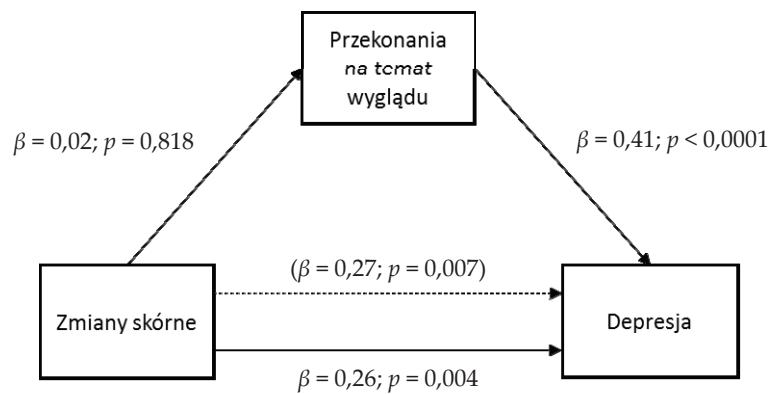 Przekonania
na temat
wyglądu
β = 0,02; p = 0,818
β = 0,41; p < 0,0001
(β = 0,27; p = 0,007)
Zmiany skórne
Depresja
β = 0,26; p = 0,004